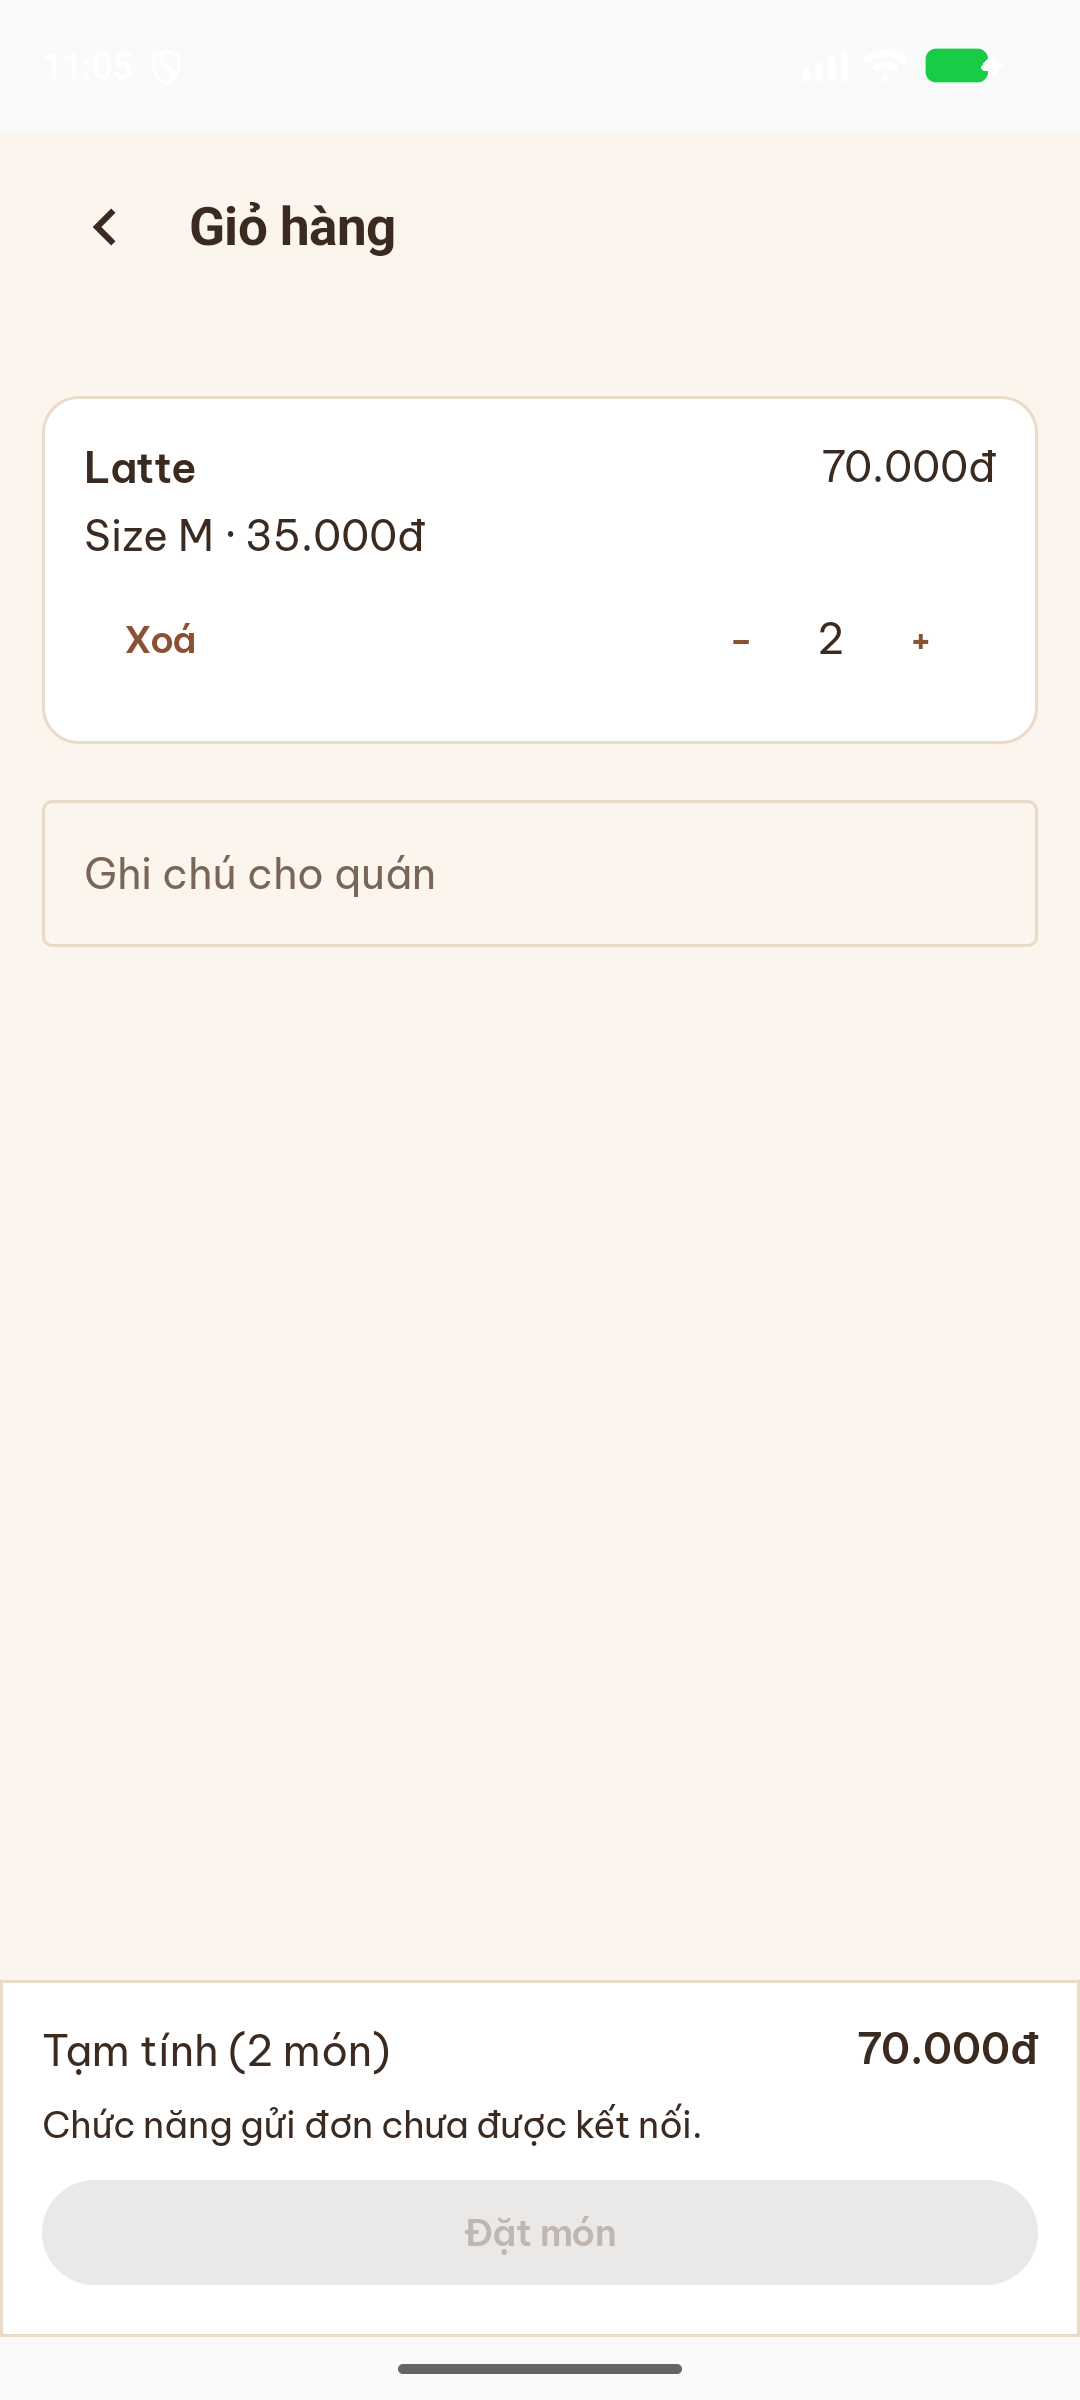 11:05
Giỏ hàng
Latte
70.000đ
Size M · 35.000đ
Xoá
-
2
+
Ghi chú cho quán
Tạm tính (2 món)
70.000đ
Chức năng gửi đơn chưa được kết nối.
Đặt món